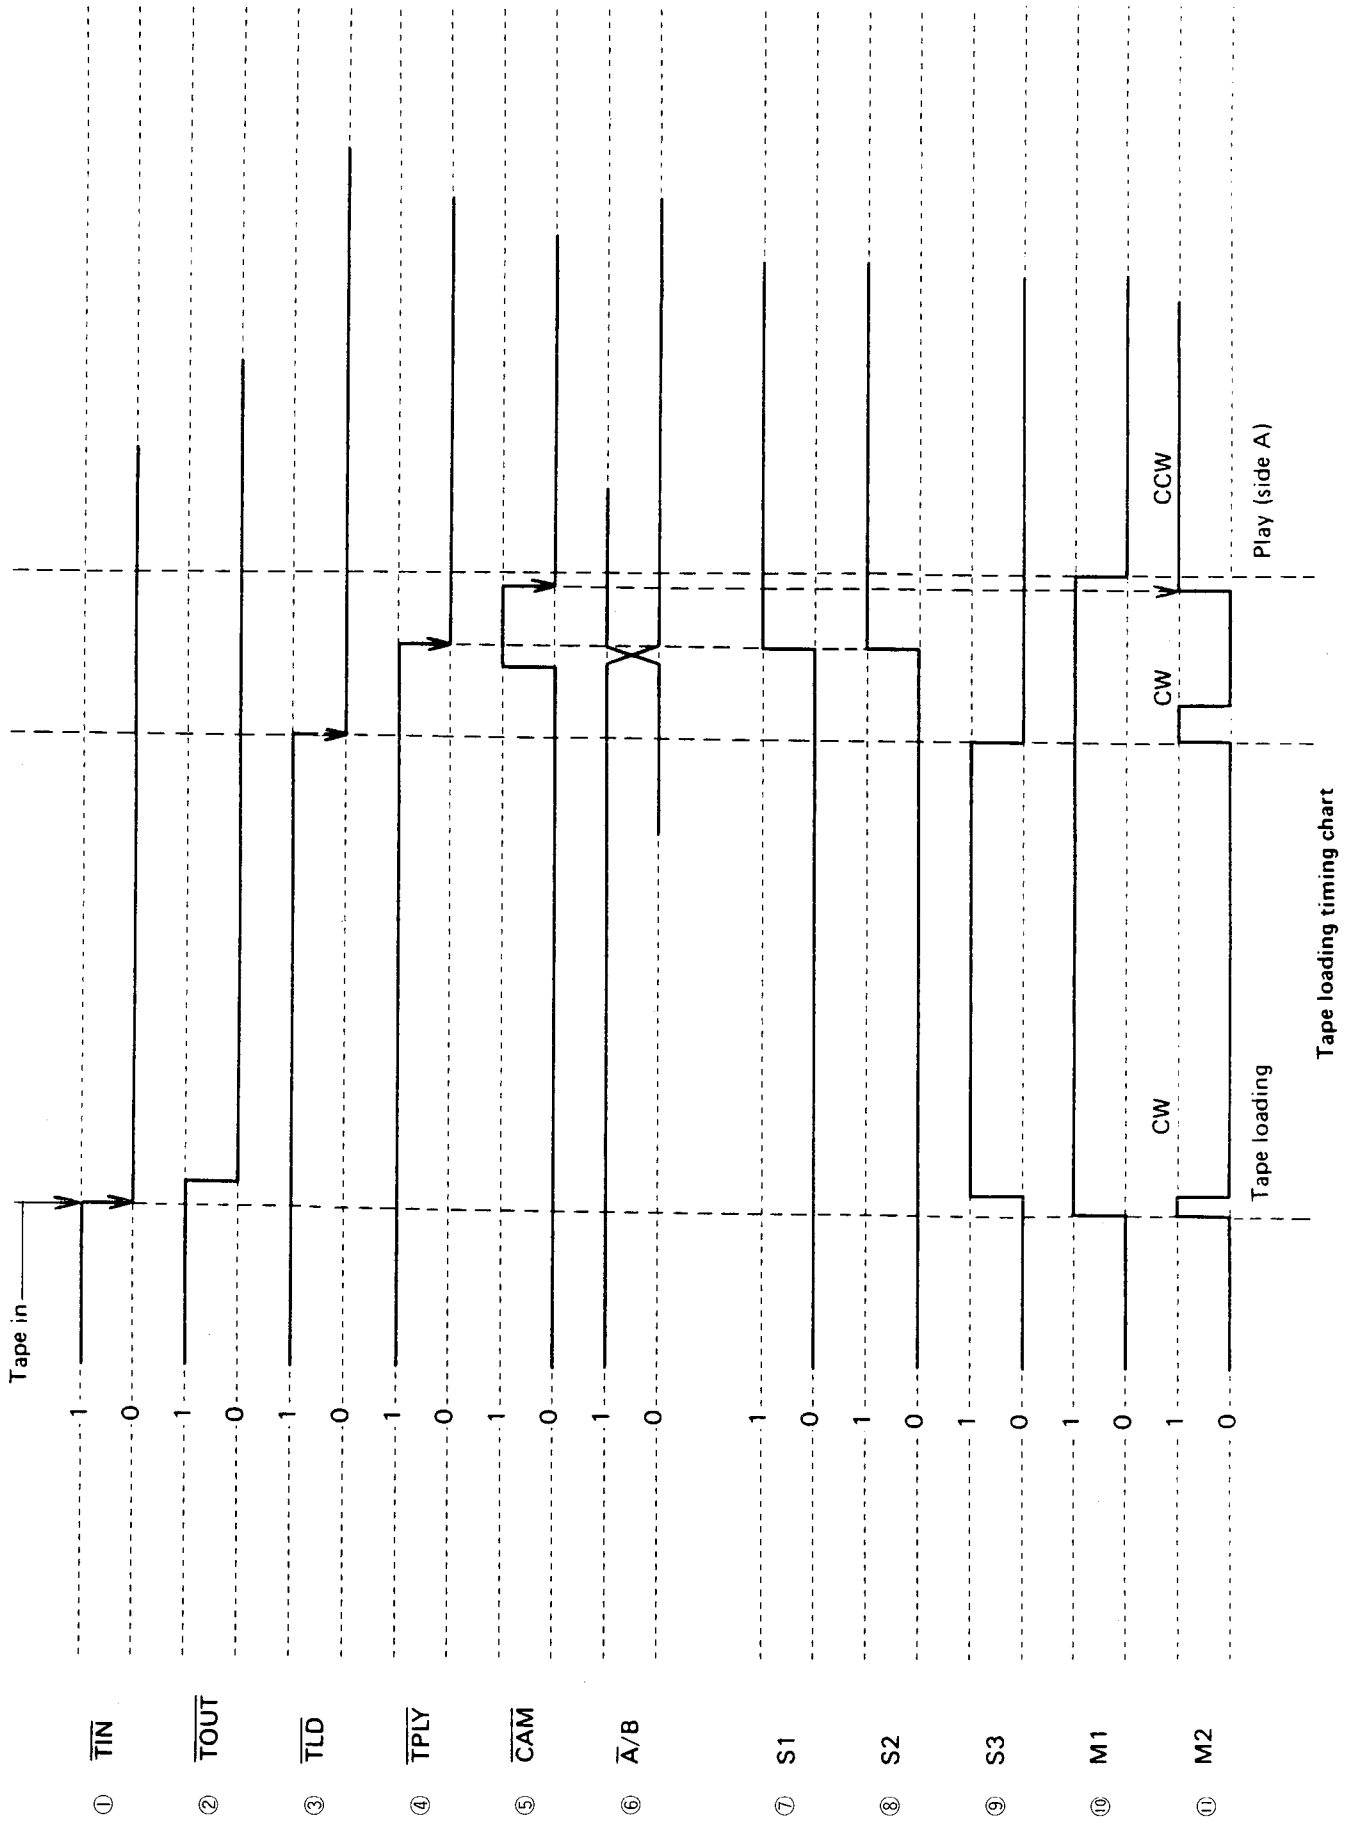 Tape in
① TIN 1
0
② TOUT 1
0
③ TLD 1
0
④ TPLY 1
0
⑤ CAM 1
0
⑥ A/B 1
0
⑦ S1 1
0
⑧ S2 1
0
⑨ S3 1
0
⑩ M1 1
0
⑪ M2 1
0
CW
CW
CCW
Tape loading
Play (side A)
Tape loading timing chart